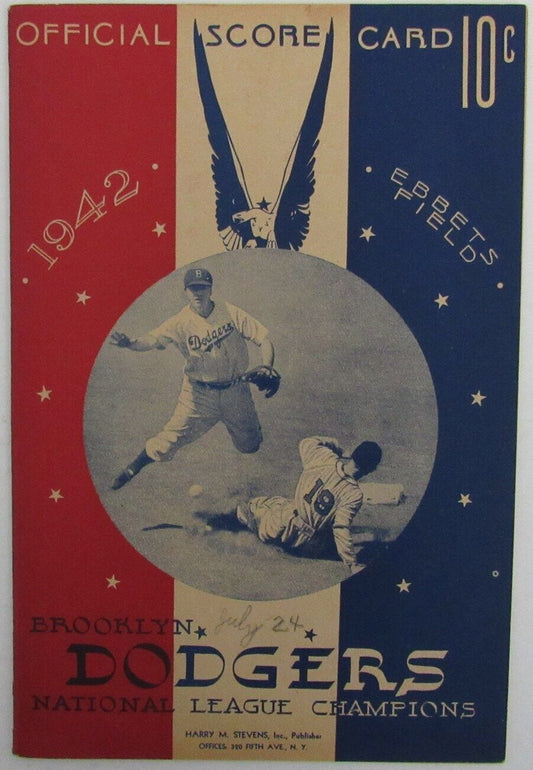 OFFICIAL SCORE CARD 10¢
1942
EBBETS
FIELD
B
Dodgers
19
BROOKLYN July 24
DODGERS
NATIONAL LEAGUE CHAMPIONS
HARRY M. STEVENS, Inc., Publisher
OFFICES: 320 FIFTH AVE., N. Y.